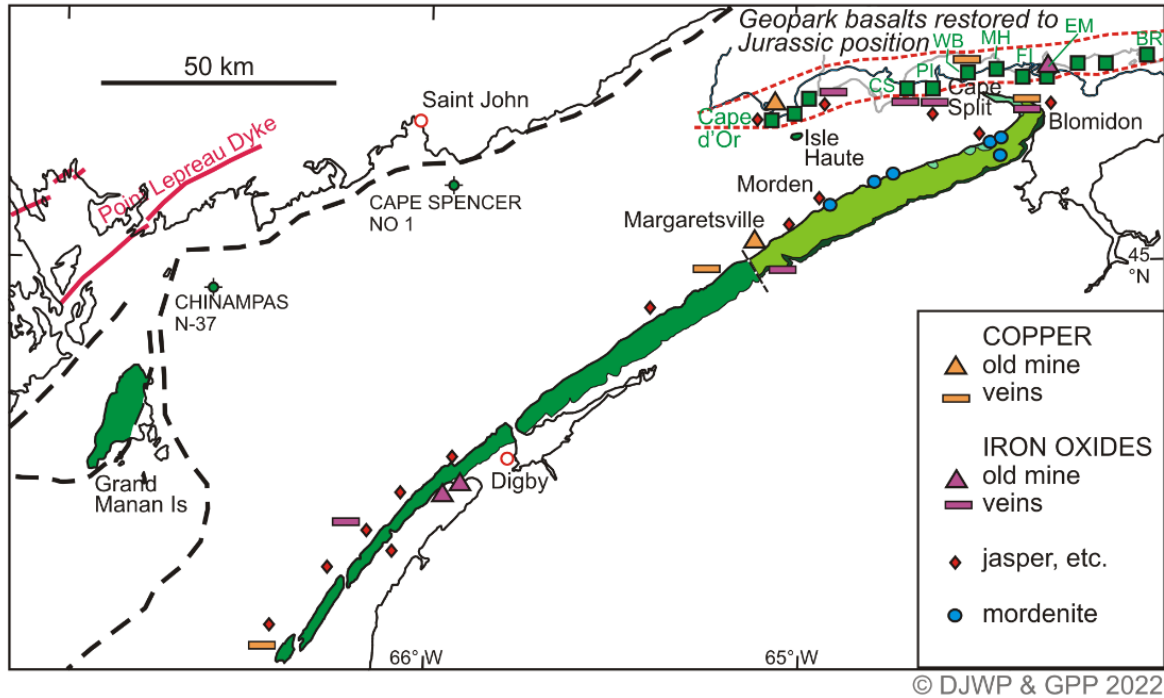 Geopark basalts restored to
Jurassic position
WB
MH
FI
EM
BR
CS
PI
Cape
Split
Cape
d'Or
Isle
Haute
Blomidon
50 km
Saint John
Point Lepreau Dyke
CAPE SPENCER
NO 1
CHINAMPAS
N-37
Morden
Margaretsville
45
°N
Grand
Manan Is
Digby
66°W
65°W
COPPER
old mine
veins
IRON OXIDES
old mine
veins
jasper, etc.
mordenite
© DJWP & GPP 2022